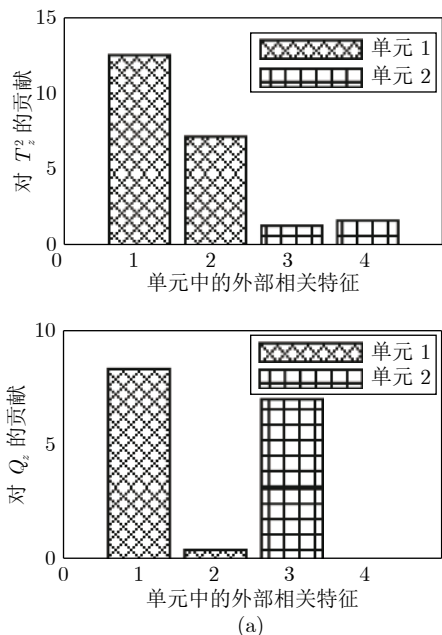 15
10
5
0
对 T_z^2 的贡献
单元 1
单元 2
0 1 2 3 4
单元中的外部相关特征
10
5
0
对 Q_z 的贡献
单元 1
单元 2
0 1 2 3 4
单元中的外部相关特征
(a)